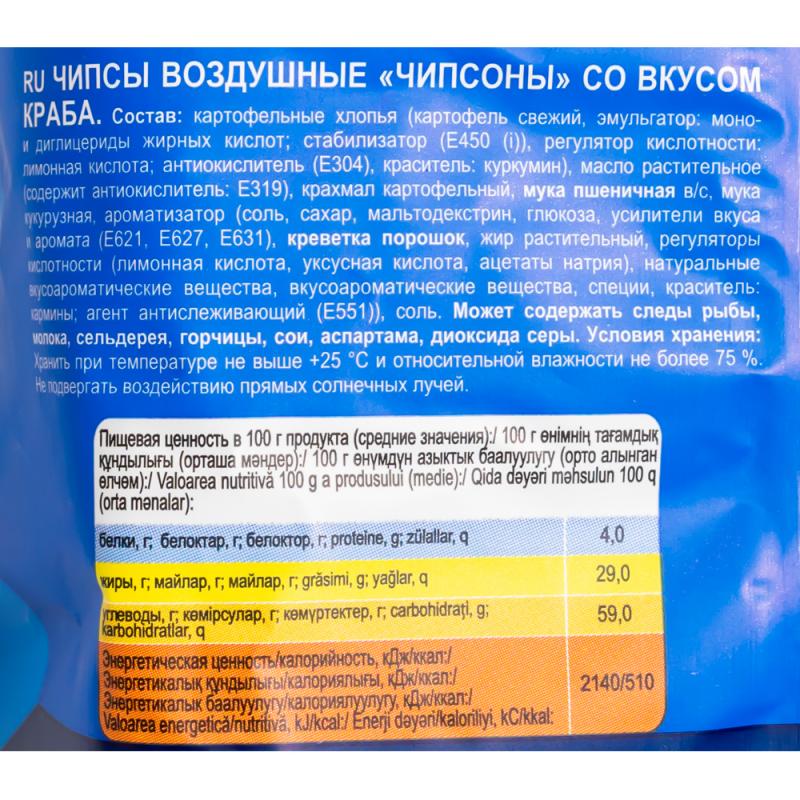 RU ЧИПСЫ ВОЗДУШНЫЕ «ЧИПСОНЫ» СО ВКУСОМ
КРАБА. Состав: картофельные хлопья (картофель свежий, эмульгатор: моно-
и диглицериды жирных кислот; стабилизатор (Е450 (i)), регулятор кислотности:
лимонная кислота; антиокислитель (Е304), краситель: куркумин), масло растительное
(содержит антиокислитель: Е319), крахмал картофельный, мука пшеничная в/с, мука
кукурузная, ароматизатор (соль, сахар, мальтодекстрин, глюкоза, усилители вкуса
и аромата (Е621, Е627, Е631), креветка порошок, жир растительный, регуляторы
кислотности (лимонная кислота, уксусная кислота, ацетаты натрия), натуральные
вкусоароматические вещества, вкусоароматические вещества, специи, краситель:
кармины; агент антислеживающий (Е551)), соль. Может содержать следы рыбы,
молока, сельдерея, горчицы, сои, аспартама, диоксида серы. Условия хранения:
Хранить при температуре не выше +25 °С и относительной влажности не более 75 %.
Не подвергать воздействию прямых солнечных лучей.
Пищевая ценность в 100 г продукта (средние значения):/ 100 г өнімнің тағамдық
құндылығы (орташа мәндер):/ 100 г өнүмдүн азыктык баалуулугу (орто алынган
өлчөм):/ Valoarea nutritivă 100 g a produsului (medie):/ Qida dəyəri məhsulun 100 q
(orta mənalar):
белки, г; белоктар, г; белоктор, г; proteine, g; zülallar, q 4,0
жиры, г; майлар, г; майлар, г; grăsimi, g; yağlar, q 29,0
углеводы, г; көмірсулар, г; көмүртектер, г; carbohidraţi, g; 59,0
karbohidratlar, q
Энергетическая ценность/калорийность, кДж/ккал:/
Энергетикалық құндылығы/калориялығы, кДж/ккал:/
Энергетикалык баалуулугу/калориялуулугу, кДж/ккал:/ 2140/510
Valoarea energetică/nutritivă, kJ/kcal:/ Enerji dəyəri/kaloriliyi, kC/kkal: